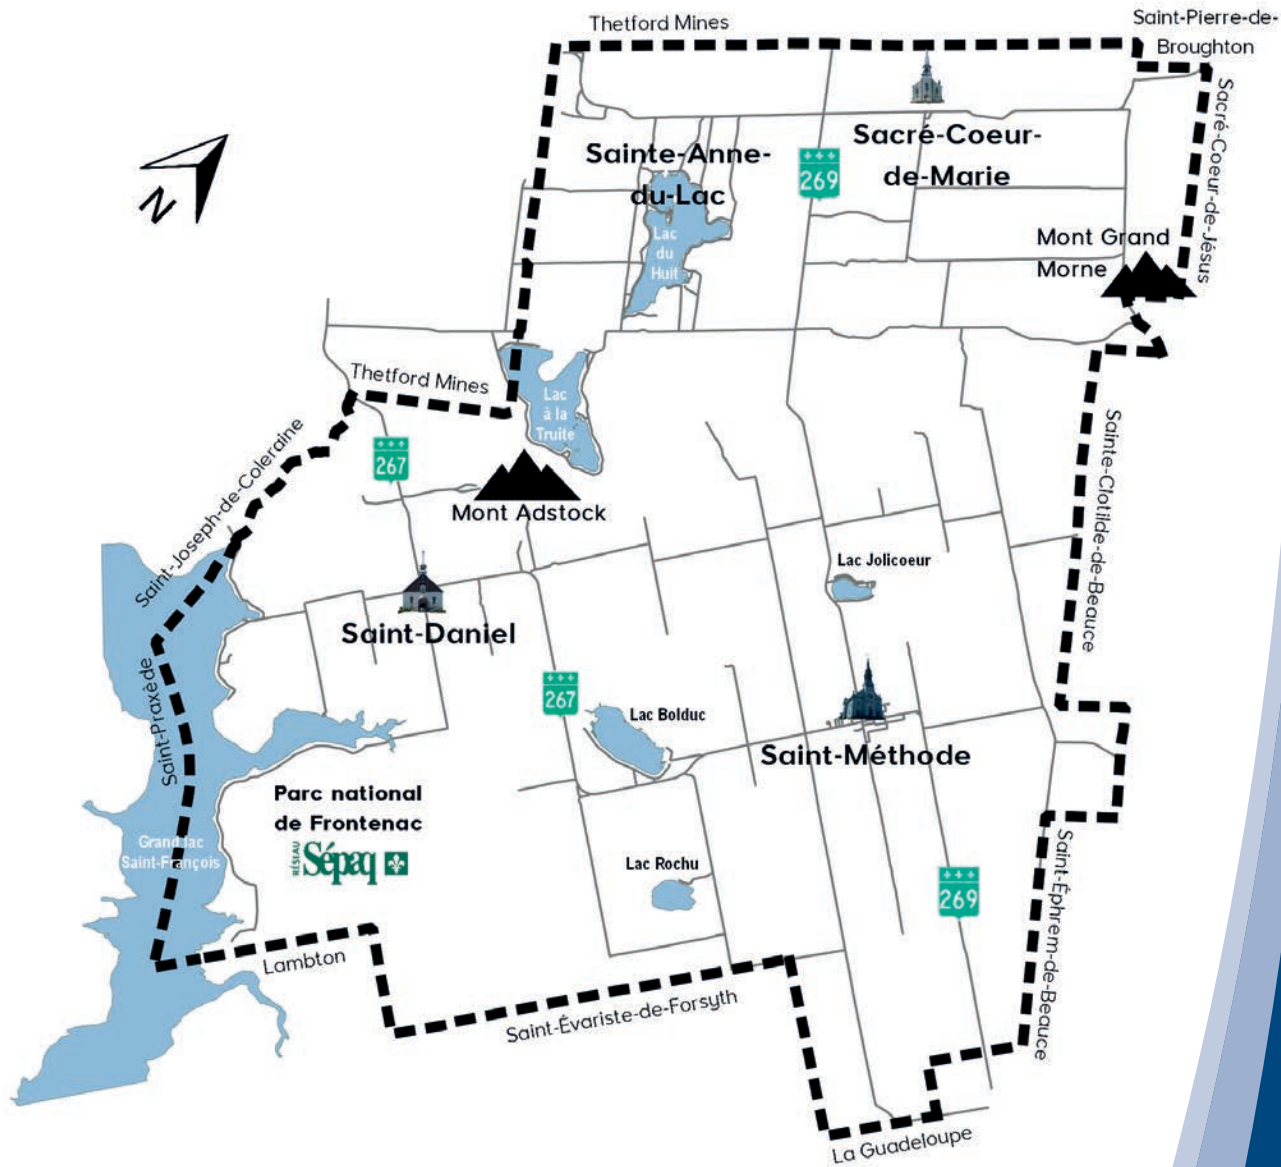 Thetford Mines
Saint-Pierre-de-
Broughton
Sacré-Coeur-de-Jésus
Sainte-Anne-
du-Lac
269
Sacré-Coeur-
de-Marie
N
Lac
du
Huit
Mont Grand
Morne
Thetford Mines
Lac
à la
Truite
Saint-Joseph-de-Coleraine
267
Mont Adstock
Sainte-Clotilde-de-Beauce
Lac Jolicoeur
Saint-Daniel
Saint-Praxède
267
Lac Bolduc
Saint-Méthode
Parc national
de Frontenac
RÉSEAU
Sépaq
Grand lac
Saint-François
Lac Rochu
269
Saint-Éphrem-de-Beauce
Lambton
Saint-Évariste-de-Forsyth
La Guadeloupe